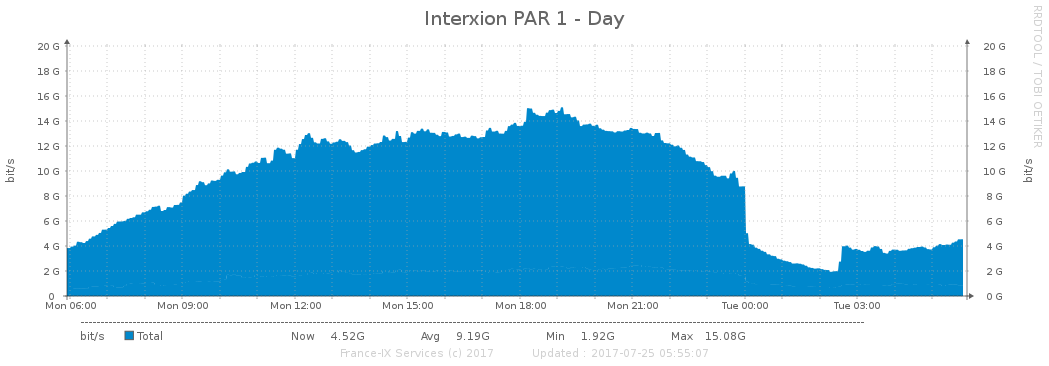 Interxion PAR 1 - Day
RRDTOOL / TOBI OETIKER
20 G 20 G
18 G 18 G
16 G 16 G
14 G 14 G
12 G 12 G
10 G 10 G
8 G 8 G
6 G 6 G
4 G 4 G
2 G 2 G
0 0 G
bit/s bit/s
Mon 06:00 Mon 09:00 Mon 12:00 Mon 15:00 Mon 18:00 Mon 21:00 Tue 00:00 Tue 03:00
bit/s Total Now 4.52G Avg 9.19G Min 1.92G Max 15.08G
France-IX Services (c) 2017 Updated : 2017-07-25 05:55:07